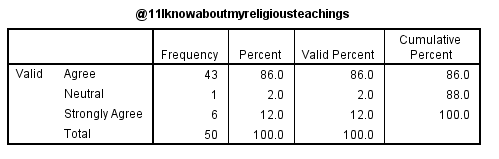 @11Iknowaboutmyreligiousteachings
Frequency Percent Valid Percent Cumulative Percent
Valid Agree 43 86.0 86.0 86.0
Neutral 1 2.0 2.0 88.0
Strongly Agree 6 12.0 12.0 100.0
Total 50 100.0 100.0